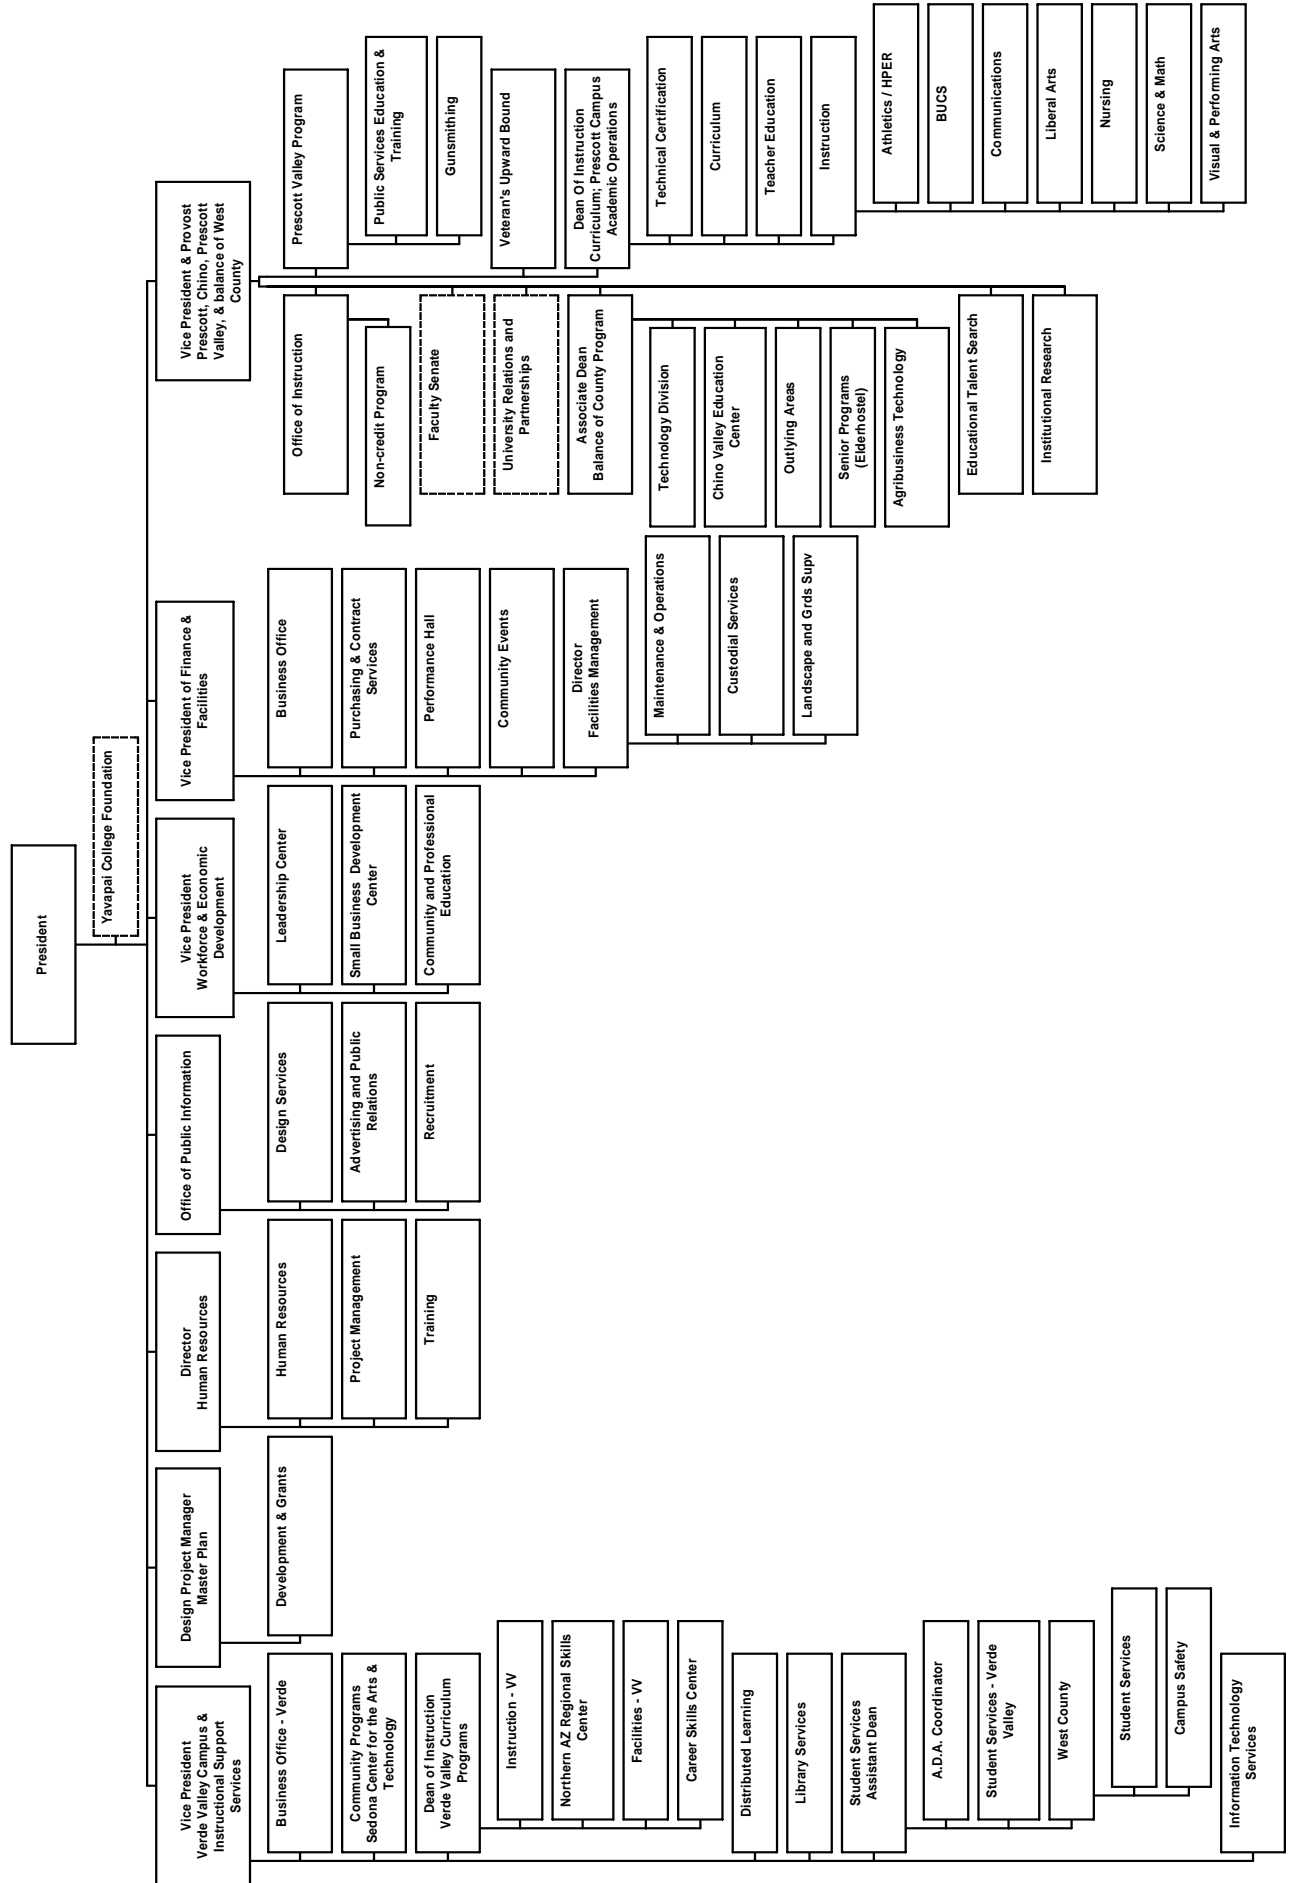 President
Yavapai College Foundation
Vice President
Verde Valley Campus &
Instructional Support
Services
Business Office - Verde
Community Programs
Sedona Center for the Arts &
Technology
Dean of Instruction
Verde Valley Curriculum
Programs
Instruction - VV
Northern AZ Regional Skills
Center
Facilities - VV
Career Skills Center
Distributed Learning
Library Services
Student Services
Assistant Dean
A.D.A. Coordinator
Student Services - Verde
Valley
West County
Student Services
Campus Safety
Information Technology
Services
Design Project Manager
Master Plan
Development & Grants
Director
Human Resources
Human Resources
Project Management
Training
Office of Public Information
Design Services
Advertising and Public
Relations
Recruitment
Vice President
Workforce & Economic
Development
Leadership Center
Small Business Development
Center
Community and Professional
Education
Vice President of Finance &
Facilities
Business Office
Purchasing & Contract
Services
Performance Hall
Community Events
Director
Facilities Management
Maintenance & Operations
Custodial Services
Landscape and Grds Supv
Vice President & Provost
Prescott, Chino, Prescott
Valley, & balance of West
County
Office of Instruction
Non-credit Program
Faculty Senate
University Relations and
Partnerships
Associate Dean
Balance of County Program
Technology Division
Chino Valley Education
Center
Outlying Areas
Senior Programs
(Elderhostel)
Agribusiness Technology
Educational Talent Search
Institutional Research
Prescott Valley Program
Public Services Education &
Training
Gunsmithing
Veteran's Upward Bound
Dean Of Instruction
Curriculum; Prescott Campus
Academic Operations
Technical Certification
Curriculum
Teacher Education
Instruction
Athletics / HPER
BUCS
Communications
Liberal Arts
Nursing
Science & Math
Visual & Performing Arts